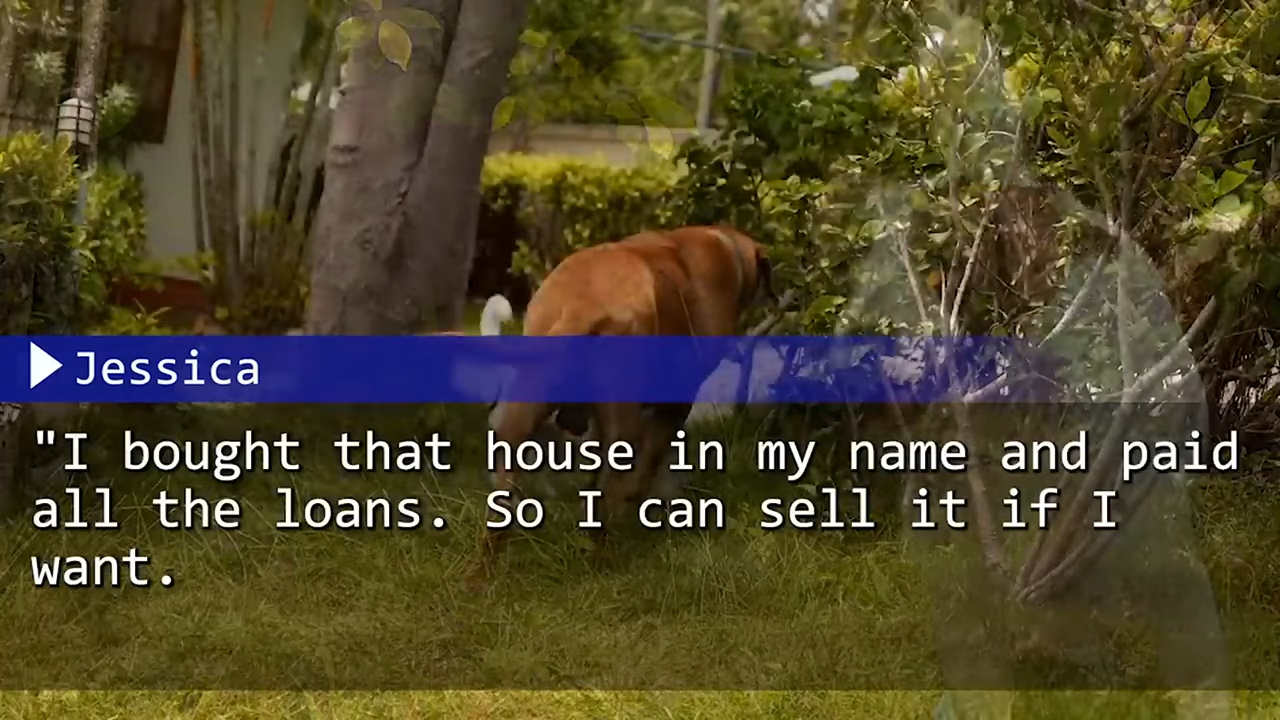 Jessica
"I bought that house in my name and paid
all the loans. So I can sell it if I
want.